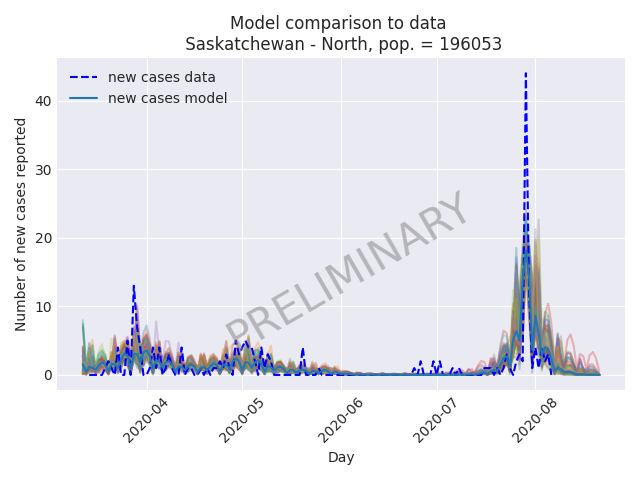 Model comparison to data
Saskatchewan - North, pop. = 196053
new cases data
new cases model
Number of new cases reported
40
30
20
10
0
PRELIMINARY
2020-04
2020-05
2020-06
2020-07
2020-08
Day